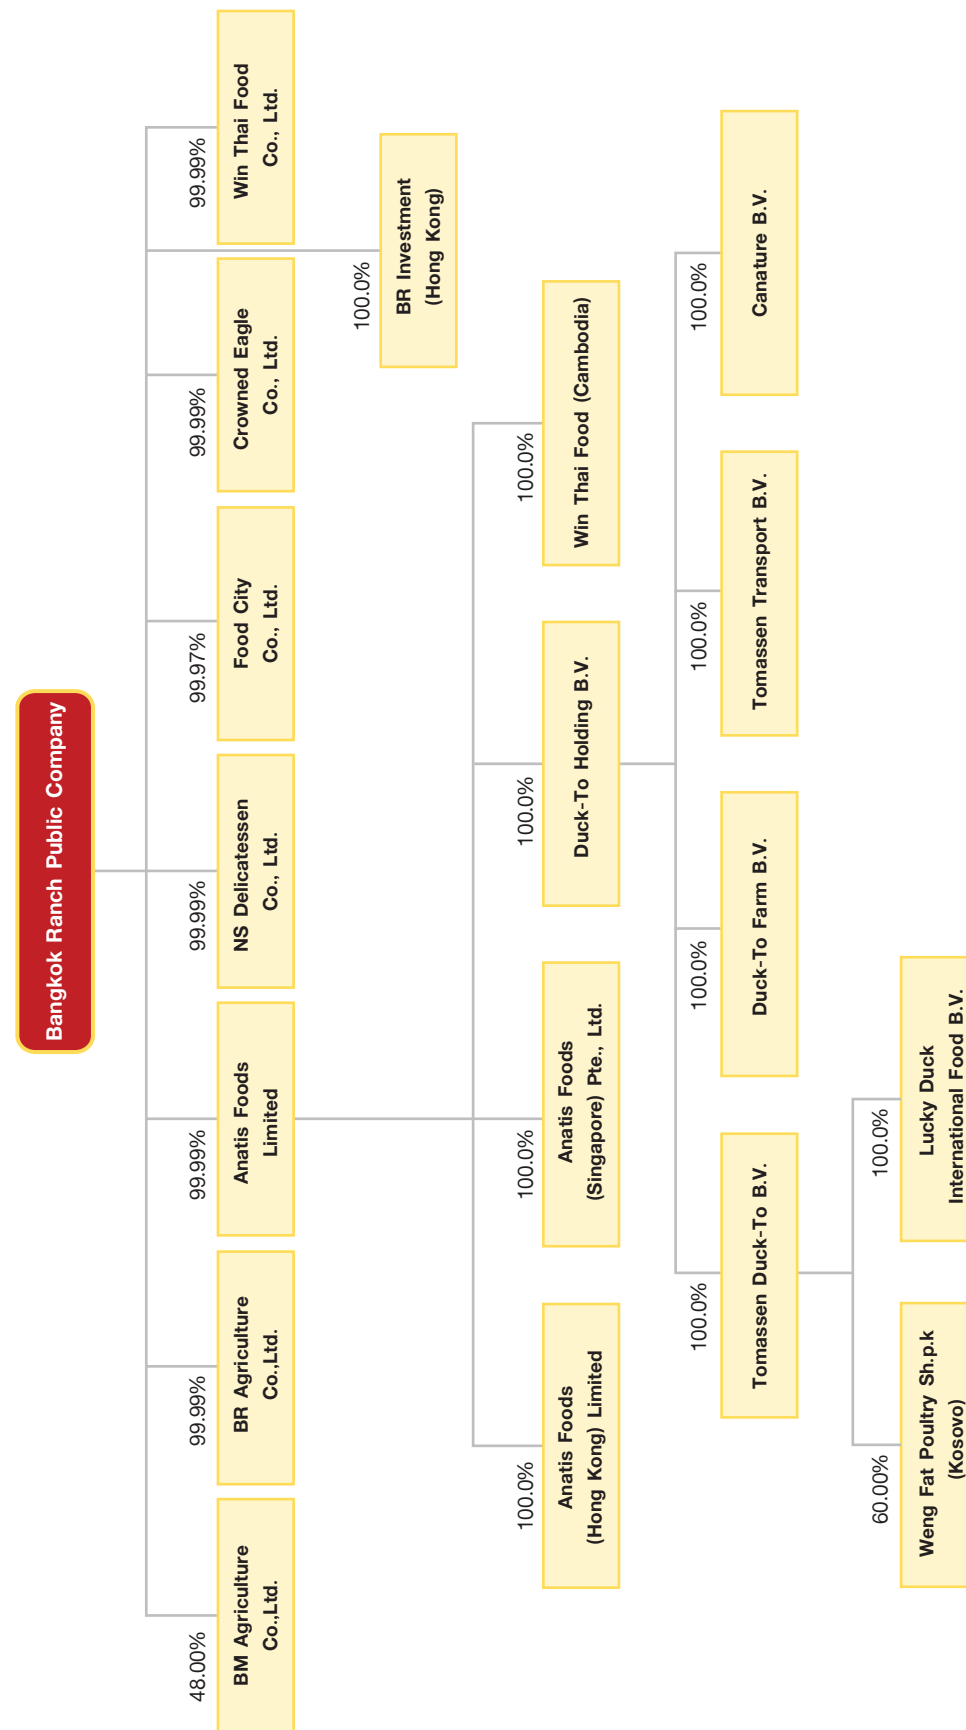 Bangkok Ranch Public Company
48.00%
99.99%
99.99%
99.99%
99.97%
99.99%
99.99%
BM Agriculture
Co.,Ltd.
BR Agriculture
Co.,Ltd.
Anatis Foods
Limited
NS Delicatessen
Co., Ltd.
Food City
Co., Ltd.
Crowned Eagle
Co., Ltd.
Win Thai Food
Co., Ltd.
100.0%
BR Investment
(Hong Kong)
100.0%
100.0%
100.0%
100.0%
Anatis Foods
(Hong Kong) Limited
Anatis Foods
(Singapore) Pte., Ltd.
Duck-To Holding B.V.
Win Thai Food (Cambodia)
100.0%
100.0%
100.0%
100.0%
Tomassen Duck-To B.V.
Duck-To Farm B.V.
Tomassen Transport B.V.
Canature B.V.
60.00%
100.0%
Weng Fat Poultry Sh.p.k
(Kosovo)
Lucky Duck
International Food B.V.